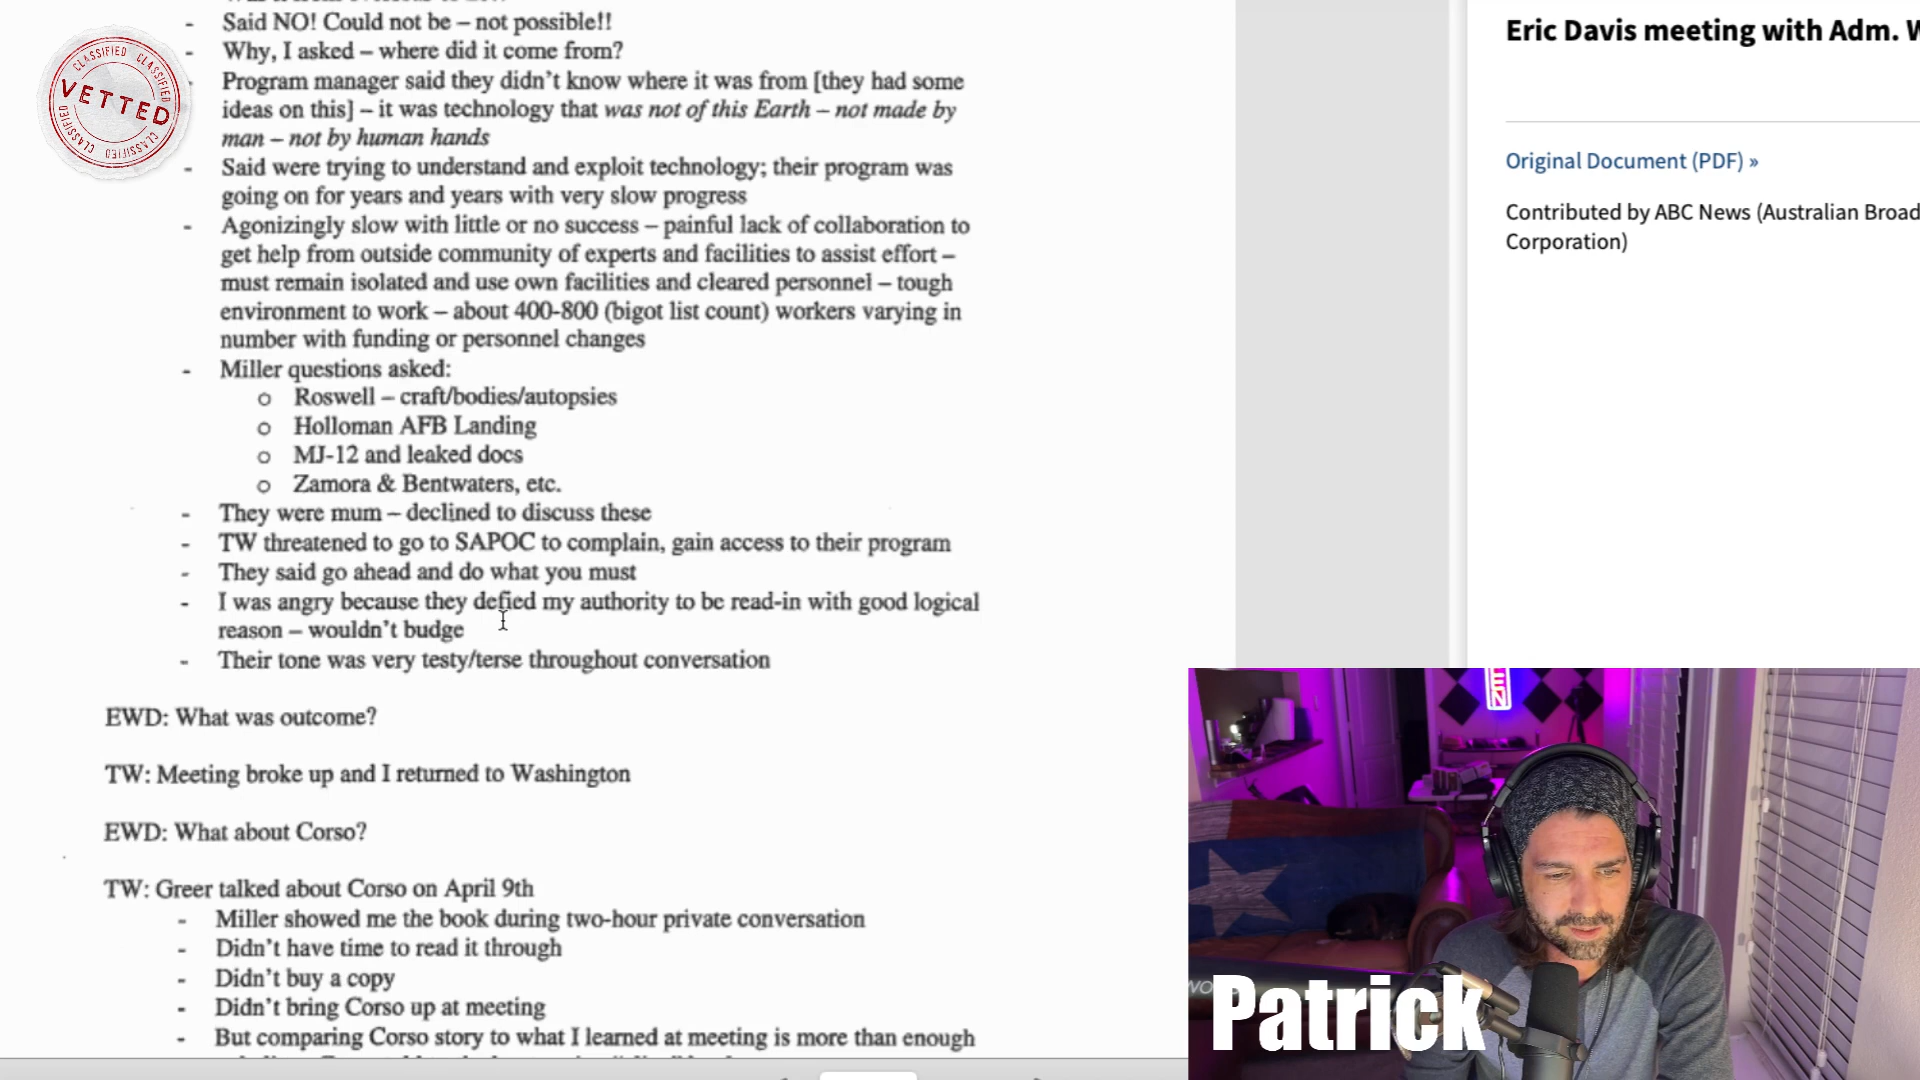 - Said NO! Could not be – not possible!!
- Why, I asked – where did it come from?
Program manager said they didn't know where it was from [they had some
ideas on this] – it was technology that was not of this Earth – not made by
man – not by human hands
- Said were trying to understand and exploit technology; their program was
going on for years and years with very slow progress
- Agonizingly slow with little or no success – painful lack of collaboration to
get help from outside community of experts and facilities to assist effort –
must remain isolated and use own facilities and cleared personnel – tough
environment to work – about 400-800 (bigot list count) workers varying in
number with funding or personnel changes
- Miller questions asked:
o Roswell – craft/bodies/autopsies
o Holloman AFB Landing
o MJ-12 and leaked docs
o Zamora & Bentwaters, etc.
- They were mum – declined to discuss these
- TW threatened to go to SAPOC to complain, gain access to their program
- They said go ahead and do what you must
- I was angry because they defied my authority to be read-in with good logical
reason – wouldn't budge
- Their tone was very testy/terse throughout conversation
EWD: What was outcome?
TW: Meeting broke up and I returned to Washington
EWD: What about Corso?
TW: Greer talked about Corso on April 9th
- Miller showed me the book during two-hour private conversation
- Didn't have time to read it through
- Didn't buy a copy
- Didn't bring Corso up at meeting
- But comparing Corso story to what I learned at meeting is more than enough
CLASSIFIED CLASSIFIED
VETTED
CLASSIFIED CLASSIFIED
Eric Davis meeting with Adm. W
Original Document (PDF) »
Contributed by ABC News (Australian Broad
Corporation)
Patrick